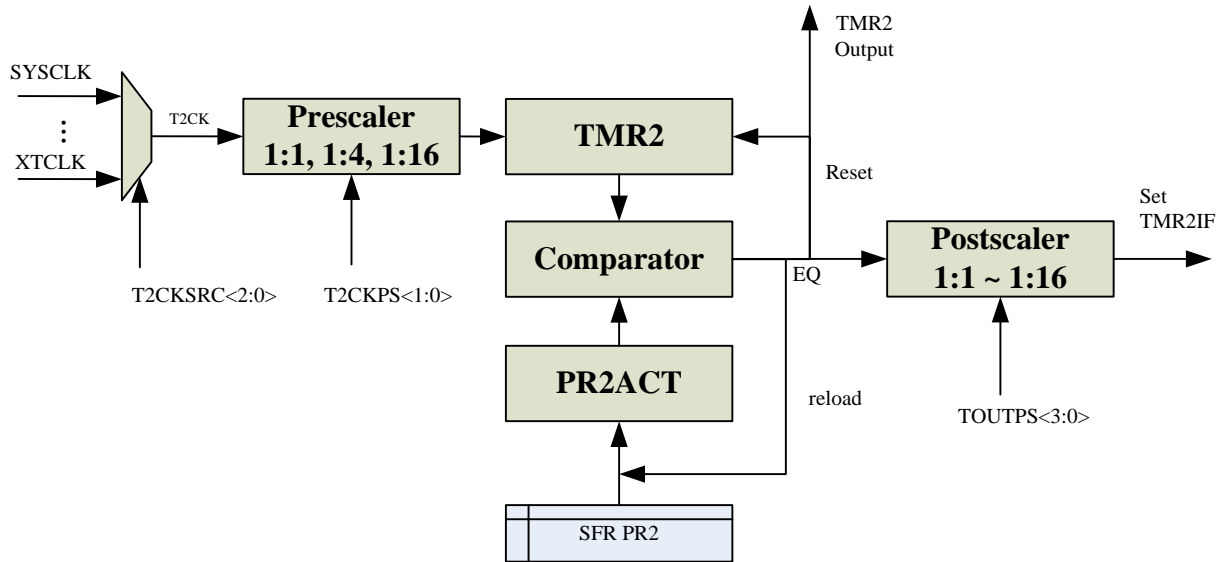 TMR2
Output
SYSCLK
⋮
XTCLK
T2CK
Prescaler
1:1, 1:4, 1:16
TMR2
Reset
Set
TMR2IF
Comparator
EQ
Postscaler
1:1 ~ 1:16
T2CKSRC<2:0>
T2CKPS<1:0>
PR2ACT
reload
TOUTPS<3:0>
SFR PR2